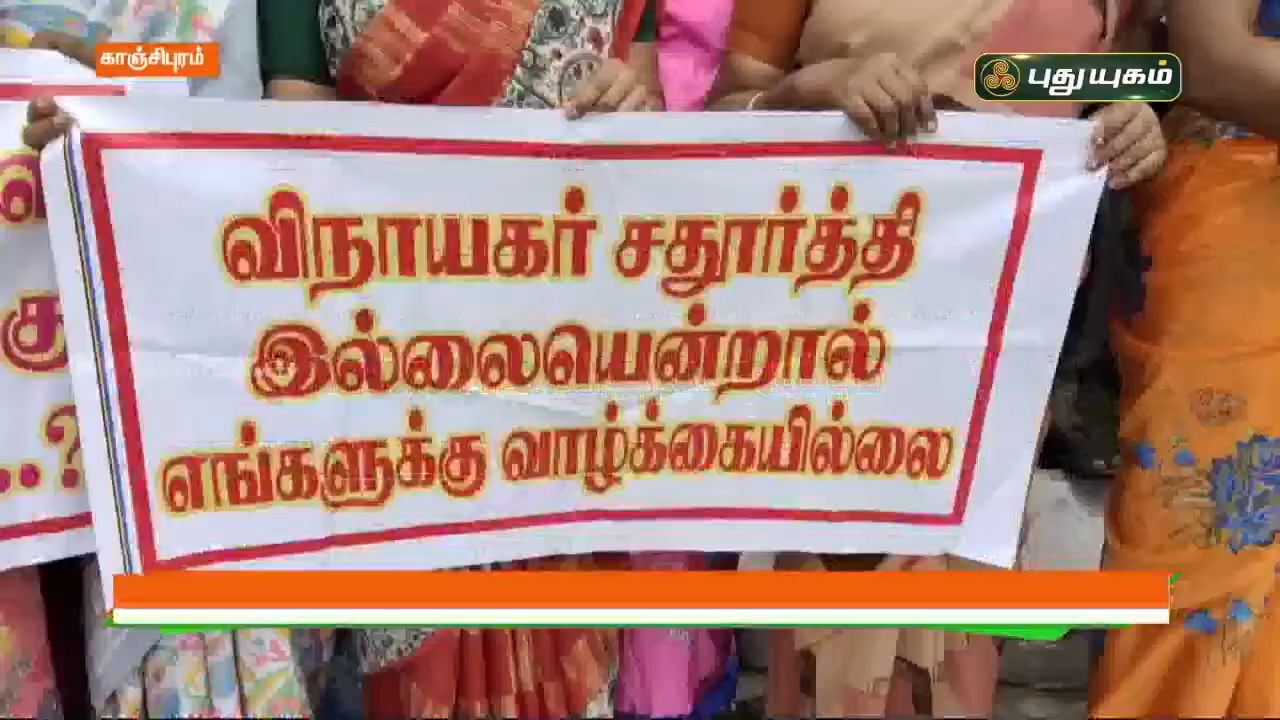 காஞ்சிபுரம்
புதுயுகம்
விநாயகர் சதூர்த்தி
இல்லையென்றால்
எங்களுக்கு வாழ்க்கையில்லை
கு
..?